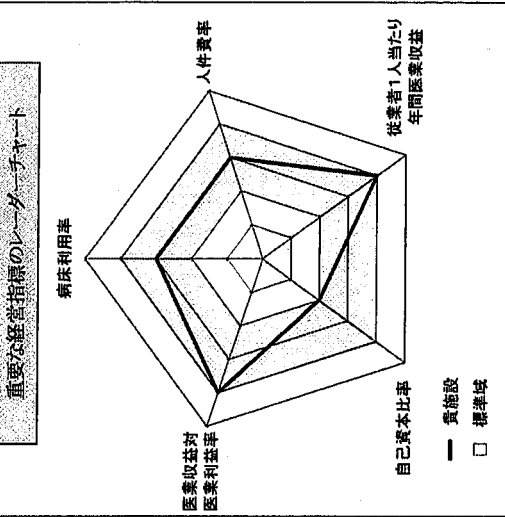 重要な経営指標のレーダーチャート
病床利用率
人件費率
従業者1人当たり
年間医業収益
自己資本比率
医業収益対
医業利益率
貴施設
標準域